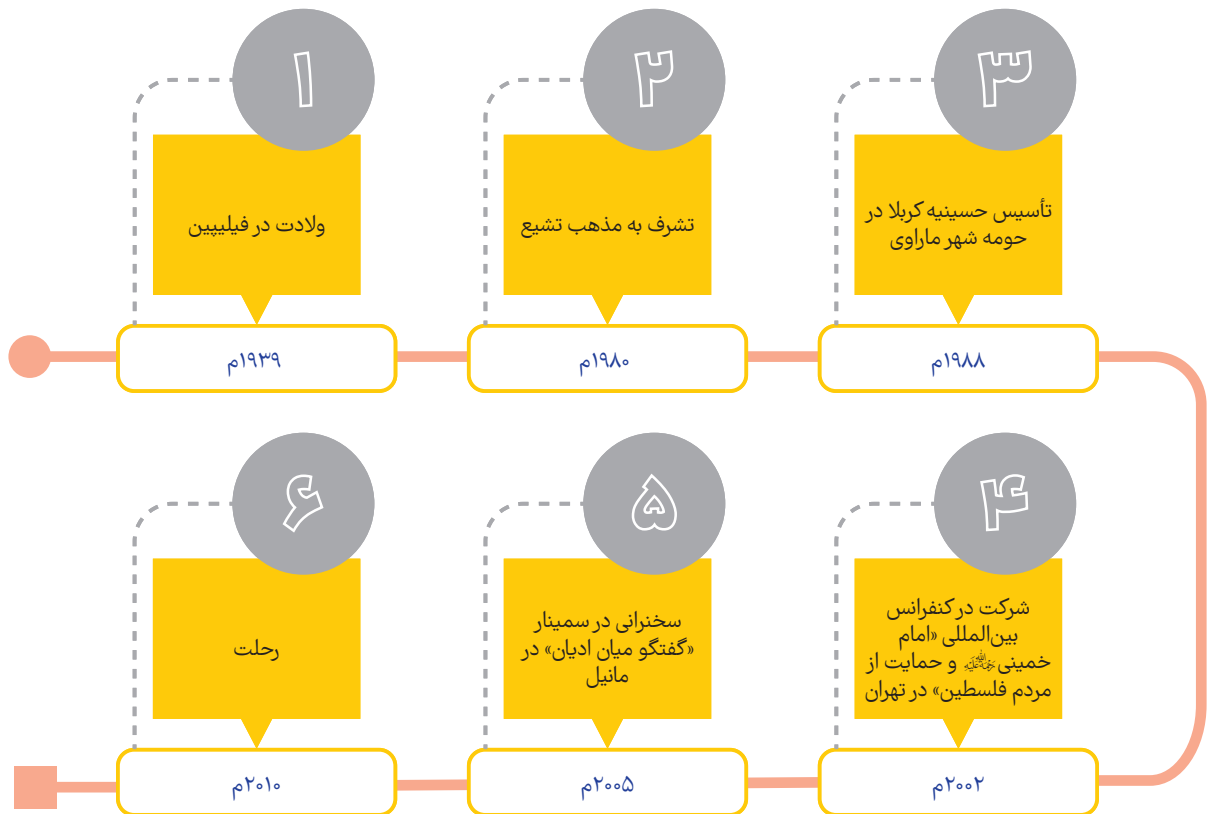 ۱
ولادت در فیلیپین
۱۹۳۹م
۲
تشرف به مذهب تشیع
۱۹۸۰م
۳
تأسیس حسینیه کربلا در
حومه شهر ماراوی
۱۹۸۸م
۴
شرکت در کنفرانس
بین‌المللی «امام
خمینی رحمةالله‌علیه و حمایت از
مردم فلسطین» در تهران
۲۰۰۲م
۵
سخنرانی در سمینار
«گفتگو میان ادیان» در
مانیل
۲۰۰۵م
۶
رحلت
۲۰۱۰م